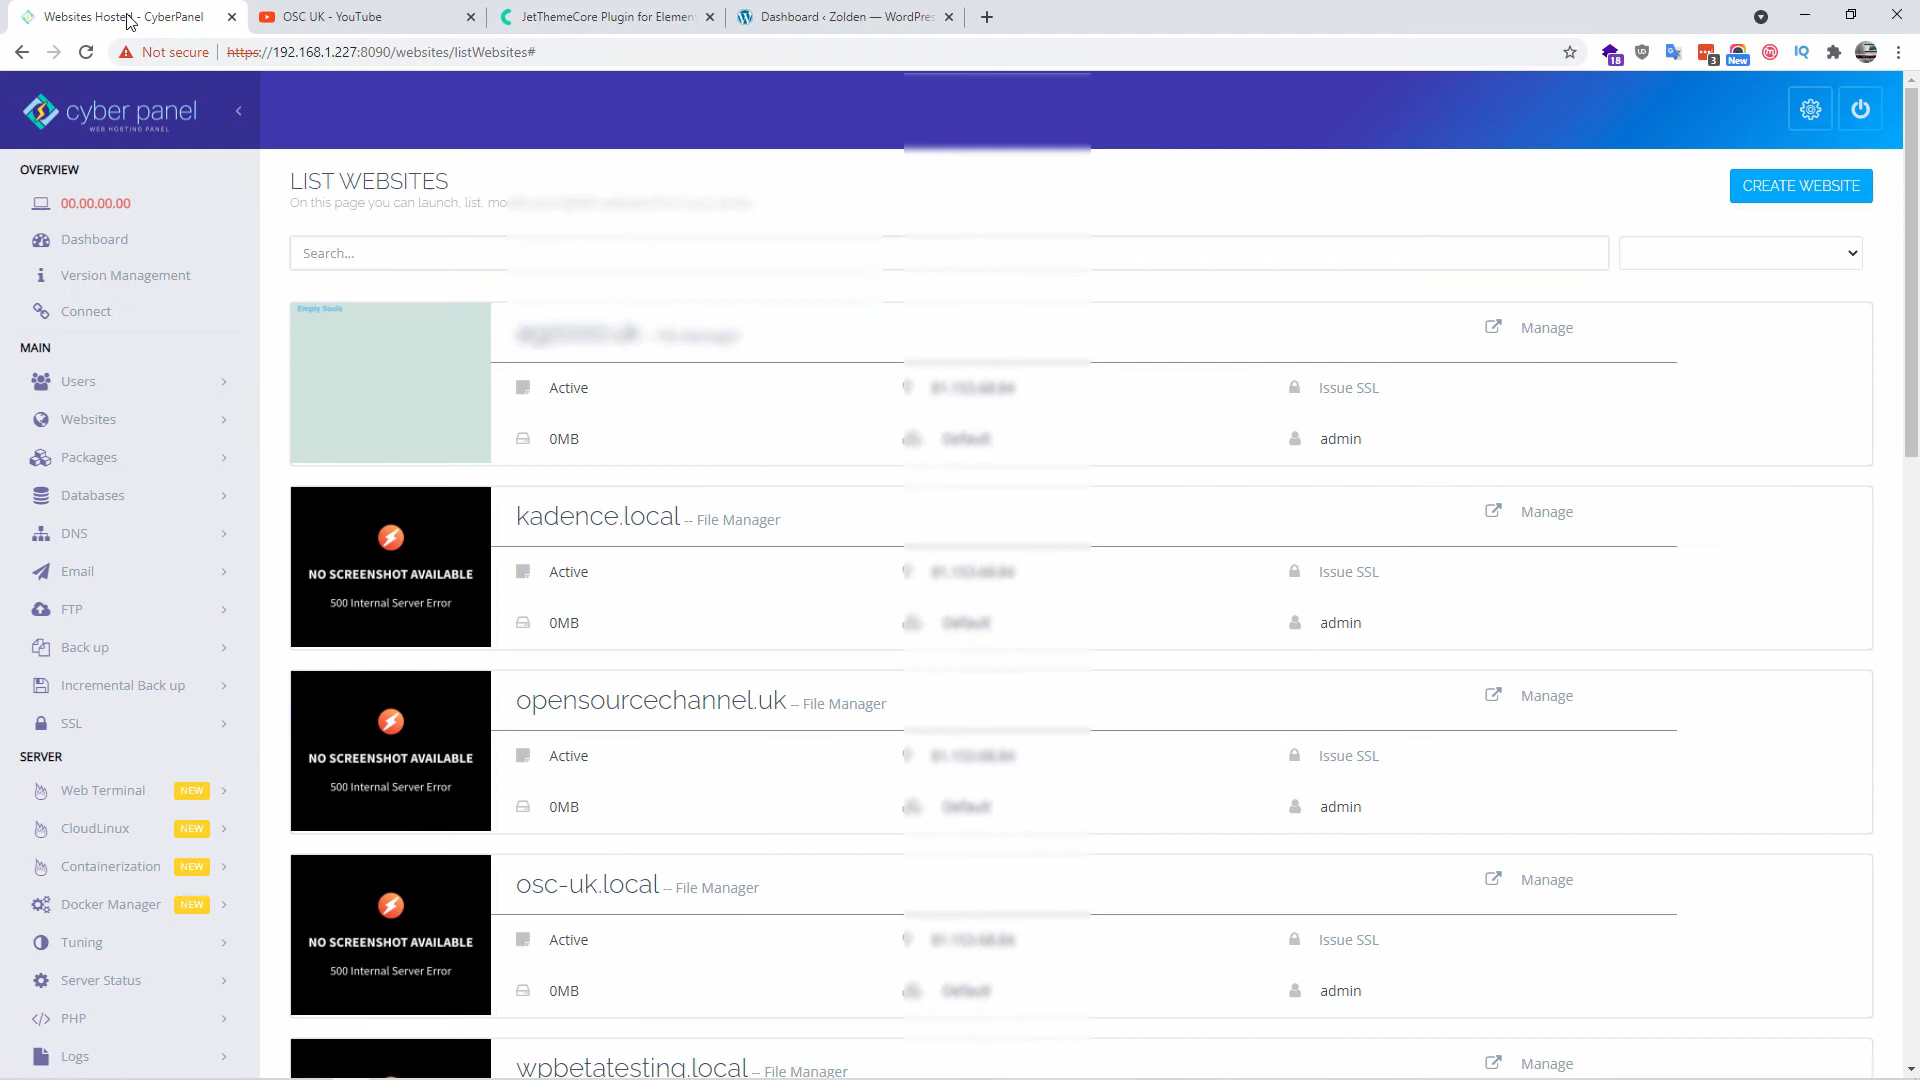 Websites Hosted - CyberPanel
OSC UK - YouTube
JetThemeCore Plugin for Elemen
Dashboard ‹ Zolden — WordPres
Not secure
https://192.168.1.227:8090/websites/listWebsites#
18
3
New
IQ
cyber panel
WEB HOSTING PANEL
OVERVIEW
00.00.00.00
Dashboard
Version Management
Connect
MAIN
Users
Websites
Packages
Databases
DNS
Email
FTP
Back up
Incremental Back up
SSL
SERVER
Web Terminal NEW
CloudLinux NEW
Containerization NEW
Docker Manager NEW
Tuning
Server Status
PHP
Logs
LIST WEBSITES
On this page you can launch, list, mo
CREATE WEBSITE
Search...
Empty Souls
Manage
Active
Issue SSL
0MB
admin
NO SCREENSHOT AVAILABLE
500 Internal Server Error
kadence.local -- File Manager
Manage
Active
Issue SSL
0MB
admin
NO SCREENSHOT AVAILABLE
500 Internal Server Error
opensourcechannel.uk -- File Manager
Manage
Active
Issue SSL
0MB
admin
NO SCREENSHOT AVAILABLE
500 Internal Server Error
osc-uk.local -- File Manager
Manage
Active
Issue SSL
0MB
admin
wpbetatesting.local -- File Manager
Manage